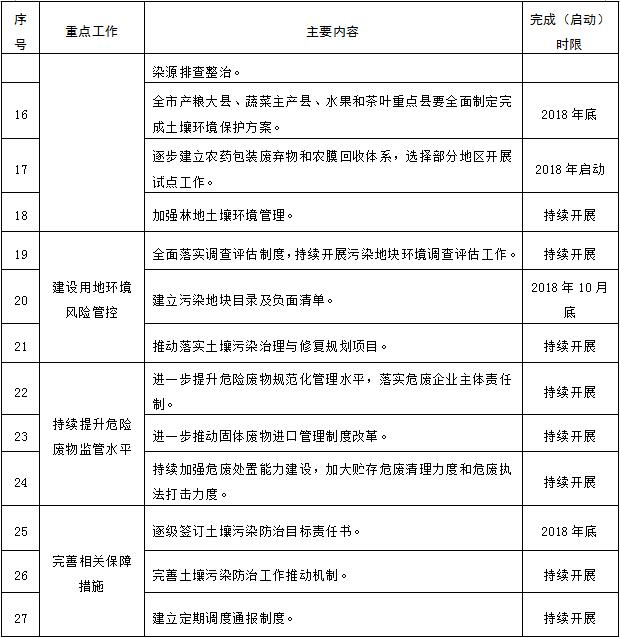 序号 重点工作 主要内容 完成（启动）时限
染源排查整治。
16 全市产粮大县、蔬菜主产县、水果和茶叶重点县要全面制定完
成土壤环境保护方案。 2018 年底
17 逐步建立农药包装废弃物和农膜回收体系，选择部分地区开展
试点工作。 2018 年启动
18 加强林地土壤环境管理。 持续开展
建设用地环境
风险管控
19 全面落实调查评估制度，持续开展污染地块环境调查评估工作。 持续开展
20 建立污染地块目录及负面清单。 2018 年 10 月
底
21 推动落实土壤污染治理与修复规划项目。 持续开展
持续提升危险
废物监管水平
22 进一步提升危险废物规范化管理水平，落实危废企业主体责任
制。 持续开展
23 进一步推动固体废物进口管理制度改革。 持续开展
24 持续加强危废处置能力建设，加大贮存危废清理力度和危废执
法打击力度。 持续开展
完善相关保障
措施
25 逐级签订土壤污染防治目标责任书。 2018 年底
26 完善土壤污染防治工作推动机制。 持续开展
27 建立定期调度通报制度。 持续开展